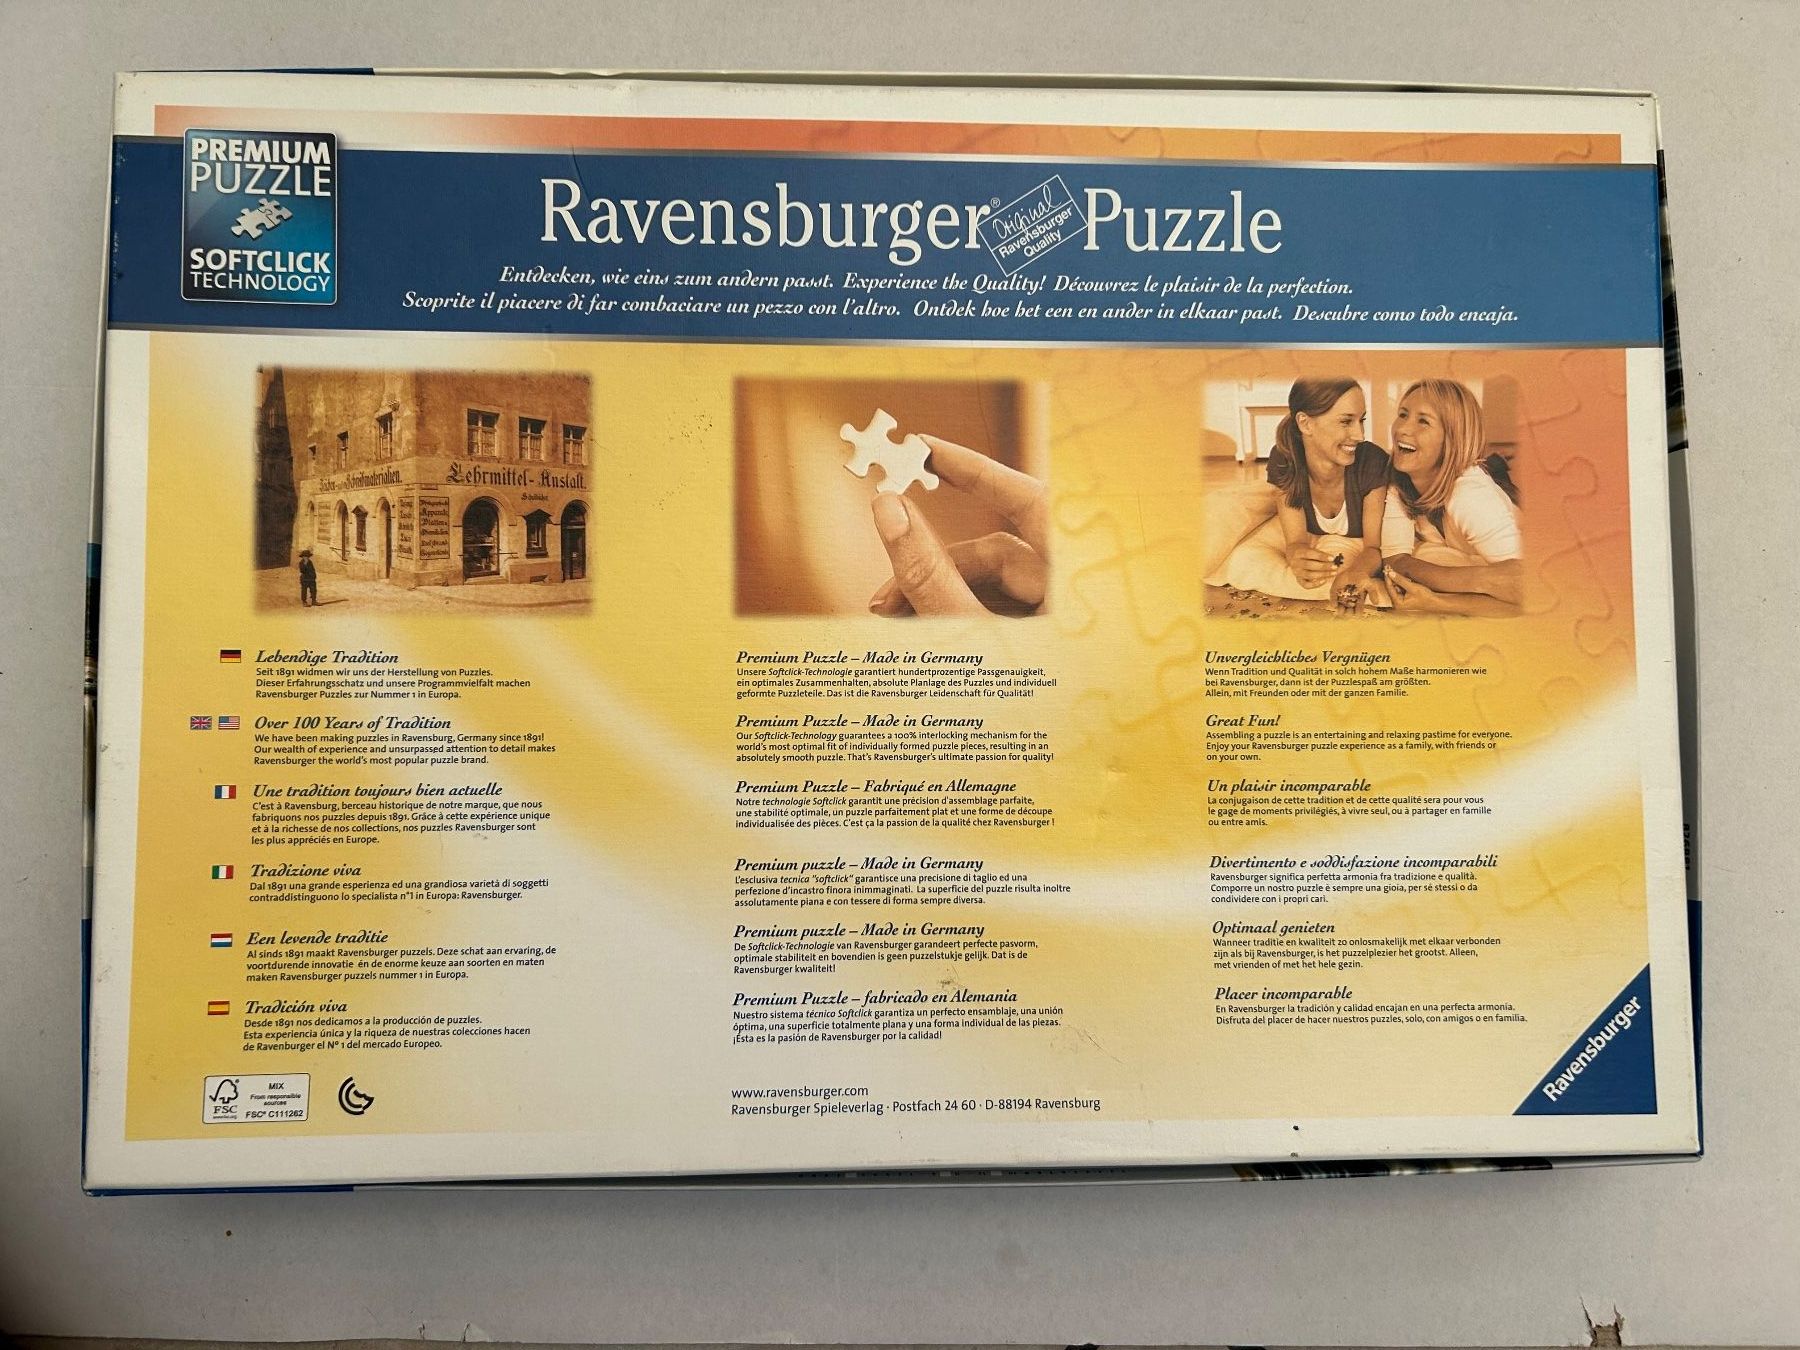 PREMIUM
PUZZLE
SOFTCLICK
TECHNOLOGY
Ravensburger® Puzzle
Original
Ravensburger
Quality
Entdecken, wie eins zum andern passt. Experience the Quality! Découvrez le plaisir de la perfection.
Scoprite il piacere di far combaciare un pezzo con l'altro. Ontdek hoe het een en ander in elkaar past. Descubre como todo encaja.
Lehrmittel-Anstalt.
Lebendige Tradition
Seit 1891 widmen wir uns der Herstellung von Puzzles.
Dieser Erfahrungsschatz und unsere Programmvielfalt machen
Ravensburger Puzzles zur Nummer 1 in Europa.
Over 100 Years of Tradition
We have been making puzzles in Ravensburg, Germany since 1891!
Our wealth of experience and unsurpassed attention to detail makes
Ravensburger the world's most popular puzzle brand.
Une tradition toujours bien actuelle
C'est à Ravensburg, berceau historique de notre marque, que nous
fabriquons nos puzzles depuis 1891. Grâce à cette expérience unique
et à la richesse de nos collections, nos puzzles Ravensburger sont
les plus appréciés en Europe.
Tradizione viva
Dal 1891 una grande esperienza ed una grandiosa varietà di soggetti
contraddistinguono lo specialista n°1 in Europa: Ravensburger.
Een levende traditie
Al sinds 1891 maakt Ravensburger puzzels. Deze schat aan ervaring, de
voortdurende innovatie én de enorme keuze aan soorten en maten
maken Ravensburger puzzels nummer 1 in Europa.
Tradición viva
Desde 1891 nos dedicamos a la producción de puzzles.
Esta experiencia única y la riqueza de nuestras colecciones hacen
de Ravenburger el Nº 1 del mercado Europeo.
Premium Puzzle – Made in Germany
Unsere Softclick-Technologie garantiert hundertprozentige Passgenauigkeit,
ein optimales Zusammenhalten, absolute Planlage des Puzzles und individuell
geformte Puzzleteile. Das ist die Ravensburger Leidenschaft für Qualität!
Premium Puzzle – Made in Germany
Our Softclick-Technology guarantees a 100% interlocking mechanism for the
world's most optimal fit of individually formed puzzle pieces, resulting in an
absolutely smooth puzzle. That's Ravensburger's ultimate passion for quality!
Premium Puzzle – Fabriqué en Allemagne
Notre technologie Softclick garantit une précision d'assemblage parfaite,
une stabilité optimale, un puzzle parfaitement plat et une forme de découpe
individualisée des pièces. C'est ça la passion de la qualité chez Ravensburger !
Premium puzzle – Made in Germany
L'esclusiva tecnica "softclick" garantisce una precisione di taglio ed una
perfezione d'incastro finora inimmaginati. La superficie del puzzle risulta inoltre
assolutamente piana e con tessere di forma sempre diversa.
Premium puzzle – Made in Germany
De Softclick-Technologie van Ravensburger garandeert perfecte pasvorm,
optimale stabiliteit en bovendien is geen puzzelstukje gelijk. Dat is de
Ravensburger kwaliteit!
Premium Puzzle – fabricado en Alemania
Nuestro sistema técnico Softclick garantiza un perfecto ensamblaje, una unión
óptima, una superficie totalmente plana y una forma individual de las piezas.
¡Ésta es la pasión de Ravensburger por la calidad!
Unvergleichliches Vergnügen
Wenn Tradition und Qualität in solch hohem Maße harmonieren wie
bei Ravensburger, dann ist der Puzzlespaß am größten.
Allein, mit Freunden oder mit der ganzen Familie.
Great Fun!
Assembling a puzzle is an entertaining and relaxing pastime for everyone.
Enjoy your Ravensburger puzzle experience as a family, with friends or
on your own.
Un plaisir incomparable
La conjugaison de cette tradition et de cette qualité sera pour vous
le gage de moments privilégiés, à vivre seul, ou à partager en famille
ou entre amis.
Divertimento e soddisfazione incomparabili
Ravensburger significa perfetta armonia fra tradizione e qualità.
Comporre un nostro puzzle è sempre una gioia, per sé stessi o da
condividere con i propri cari.
Optimaal genieten
Wanneer traditie en kwaliteit zo onlosmakelijk met elkaar verbonden
zijn als bij Ravensburger, is het puzzelplezier het grootst. Alleen,
met vrienden of met het hele gezin.
Placer incomparable
En Ravensburger la tradición y calidad encajan en una perfecta armonía.
Disfruta del placer de hacer nuestros puzzles, solo, con amigos o en familia.
FSC
www.fsc.org
MIX
From responsible
sources
FSC® C111262
www.ravensburger.com
Ravensburger Spieleverlag · Postfach 24 60 · D-88194 Ravensburg
Ravensburger